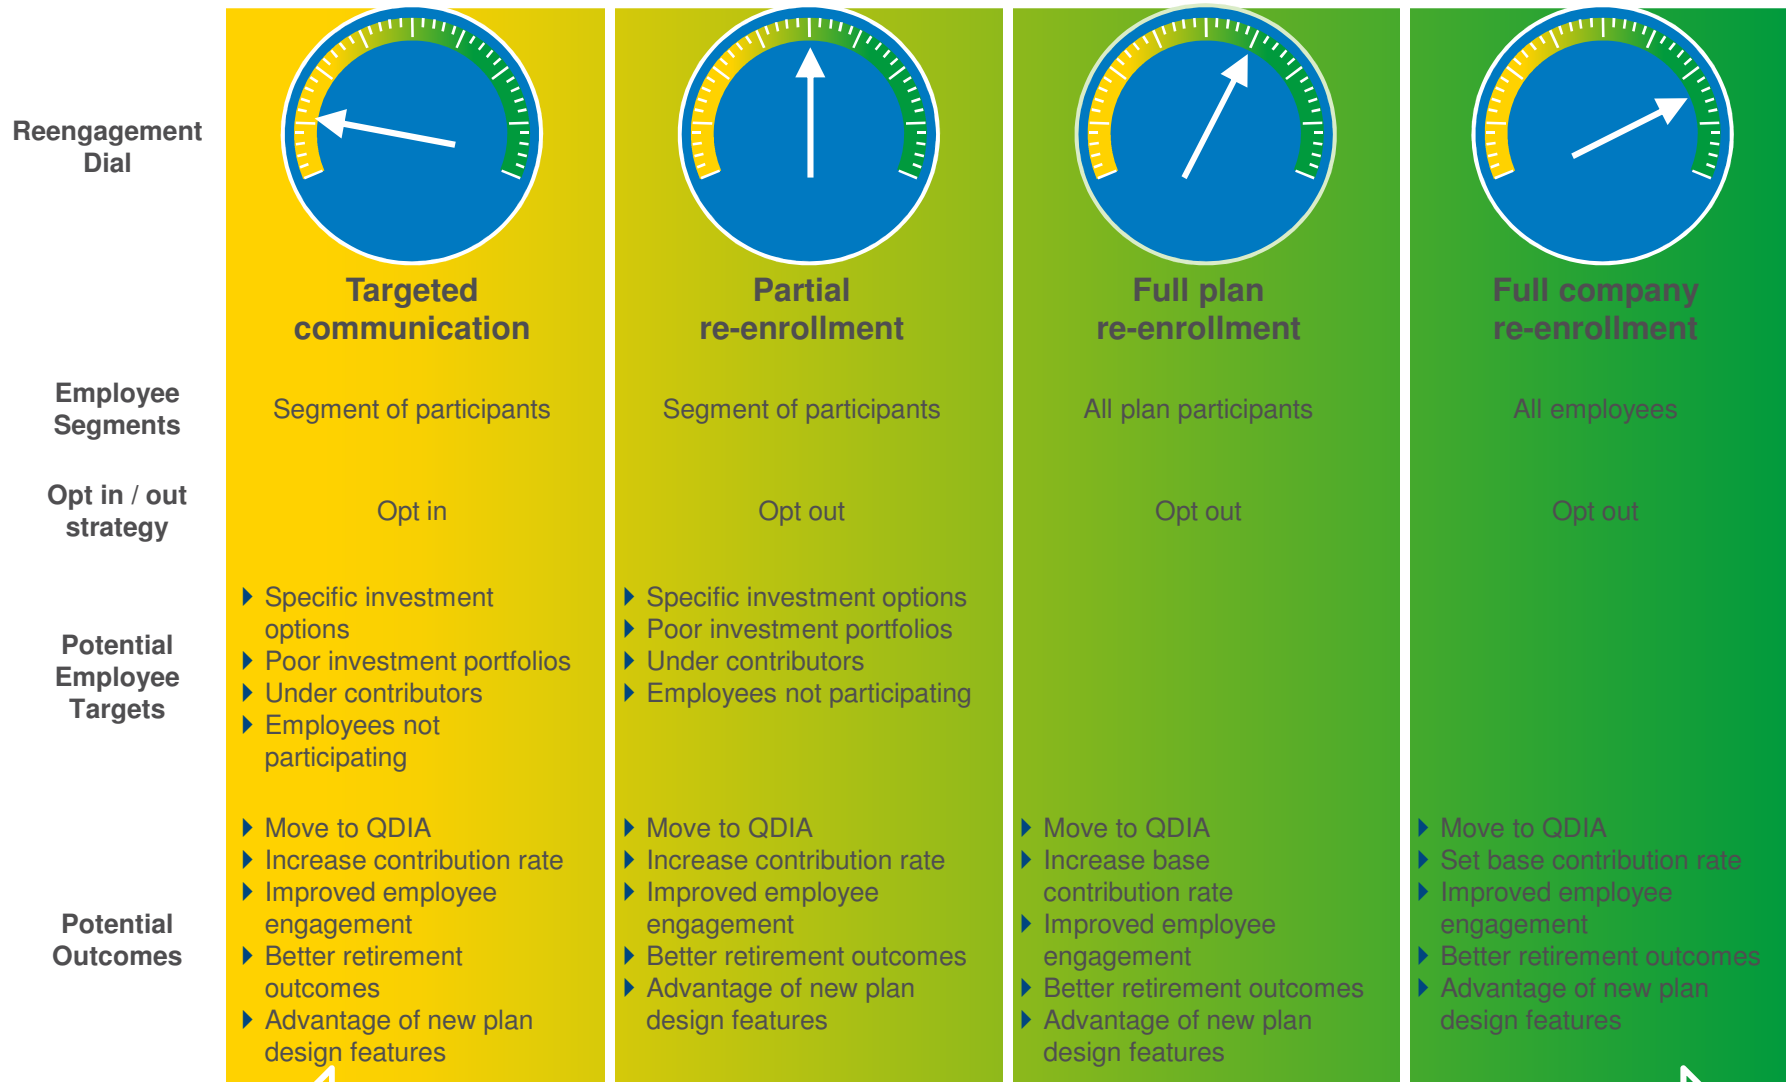 Reengagement
Dial
Targeted
communication
Partial
re-enrollment
Full plan
re-enrollment
Full company
re-enrollment
Employee
Segments
Segment of participants
Segment of participants
All plan participants
All employees
Opt in / out
strategy
Opt in
Opt out
Opt out
Opt out
Potential
Employee
Targets
Specific investment
options
Poor investment portfolios
Under contributors
Employees not
participating
Specific investment options
Poor investment portfolios
Under contributors
Employees not participating
Potential
Outcomes
Move to QDIA
Increase contribution rate
Improved employee
engagement
Better retirement
outcomes
Advantage of new plan
design features
Move to QDIA
Increase contribution rate
Improved employee
engagement
Better retirement outcomes
Advantage of new plan
design features
Move to QDIA
Increase base
contribution rate
Improved employee
engagement
Better retirement outcomes
Advantage of new plan
design features
Move to QDIA
Set base contribution rate
Improved employee
engagement
Better retirement outcomes
Advantage of new plan
design features